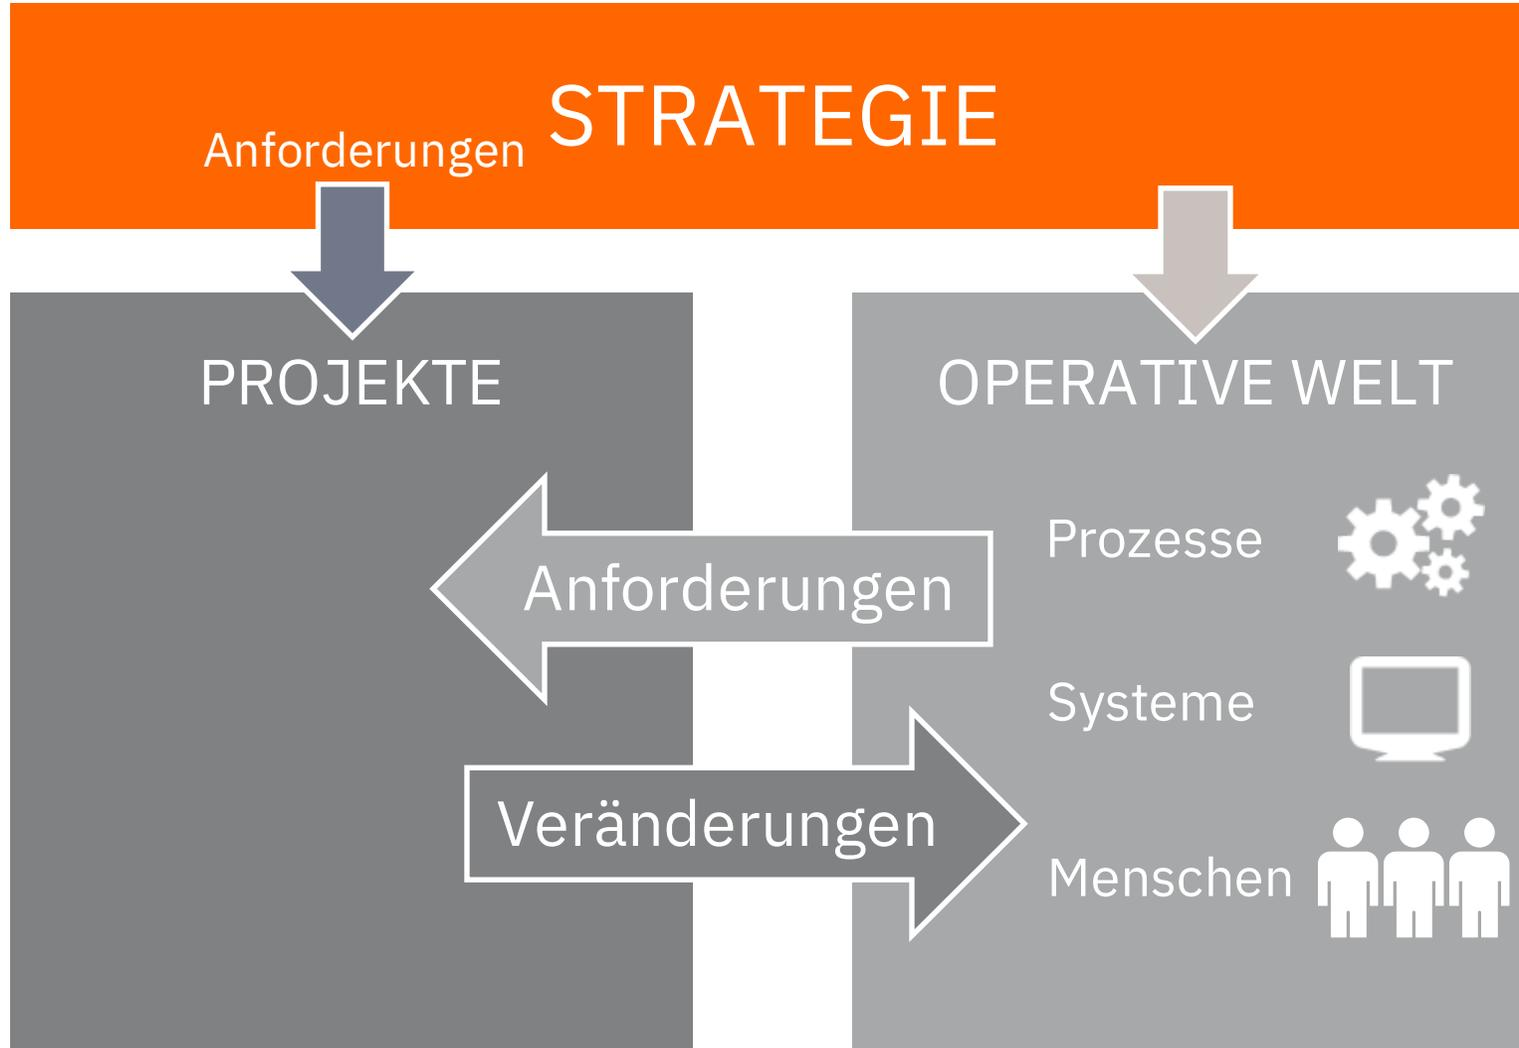 STRATEGIE
Anforderungen
PROJEKTE
OPERATIVE WELT
Anforderungen
Veränderungen
Prozesse
Systeme
Menschen